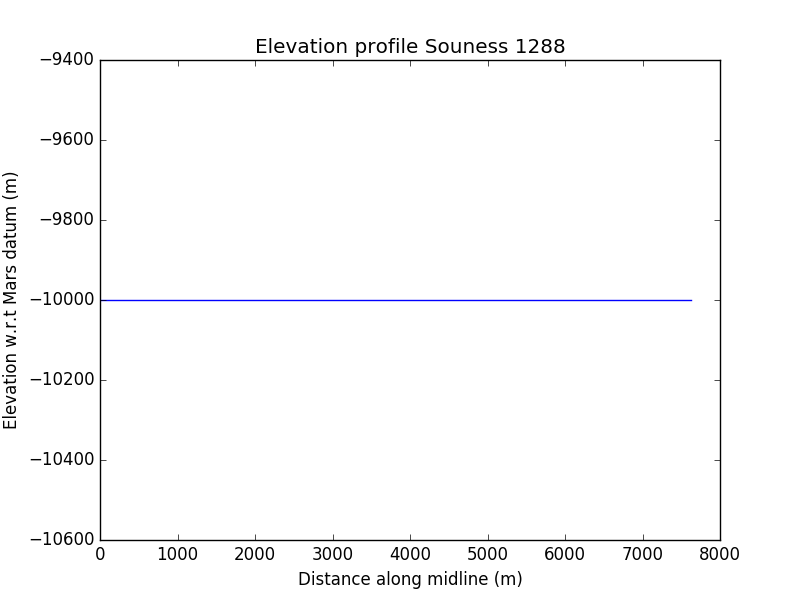 Elevation profile Souness 1288
Elevation w.r.t Mars datum (m)
−9400
−9600
−9800
−10000
−10200
−10400
−10600
0 1000 2000 3000 4000 5000 6000 7000 8000
Distance along midline (m)